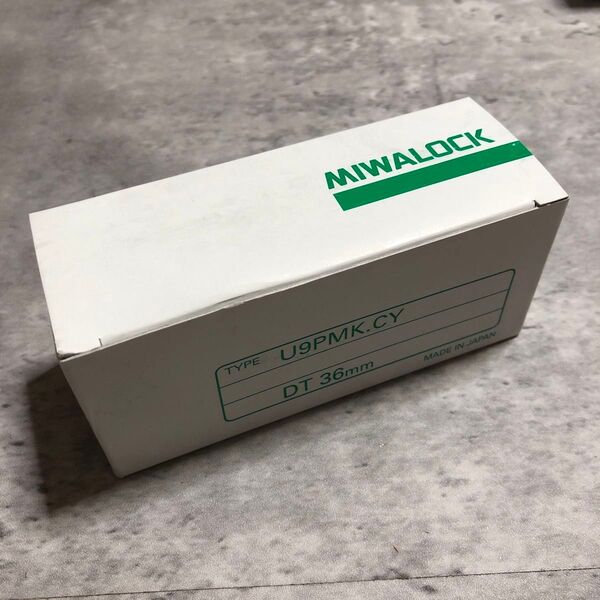 MIWALOCK
TYPE U9PMK.CY
DT 36mm
MADE IN JAPAN